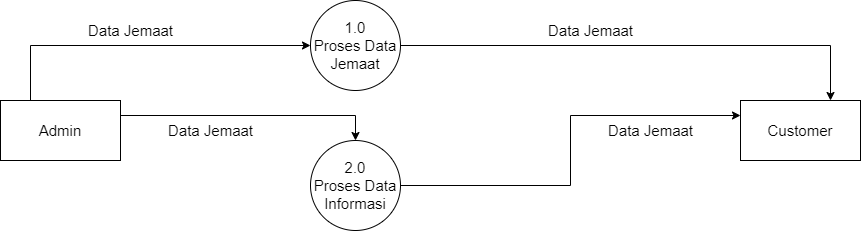 1.0
Proses Data
Jemaat
Data Jemaat
Data Jemaat
Admin
Data Jemaat
Data Jemaat
Customer
2.0
Proses Data
Informasi